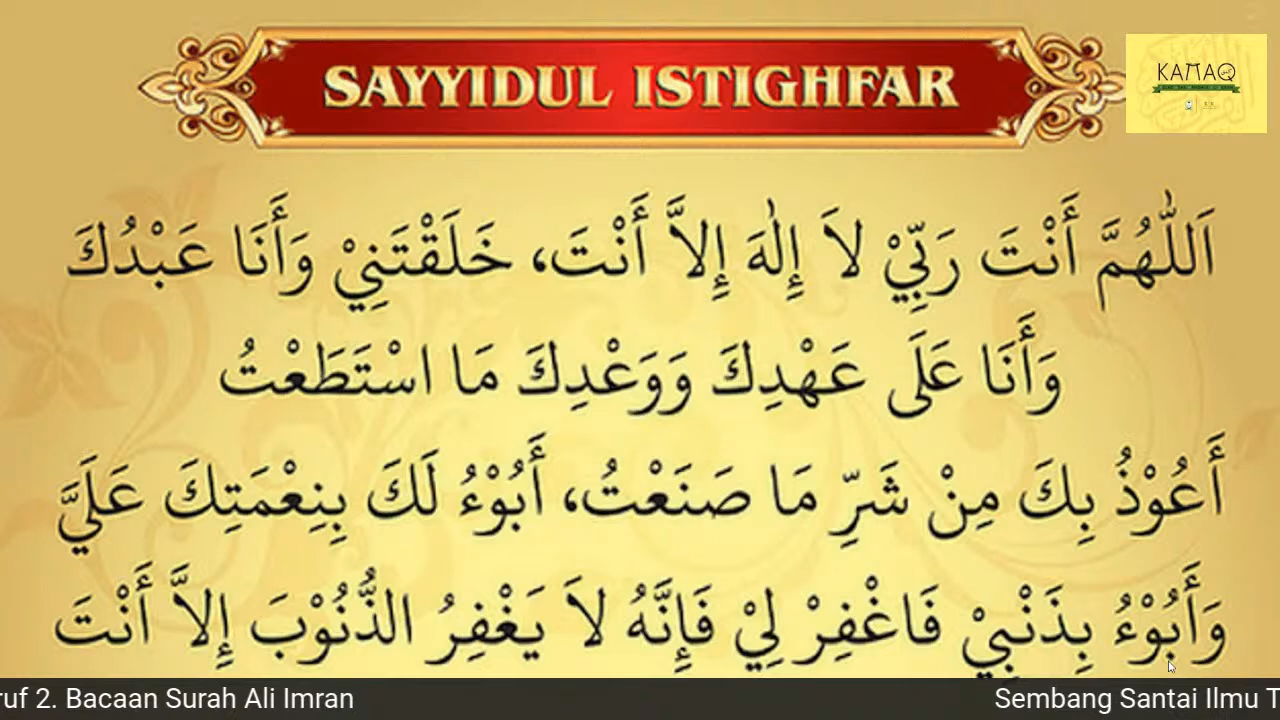 SAYYIDUL ISTIGHFAR
KAMAQ
اَللّٰهُمَّ أَنْتَ رَبِّيْ لاَ إِلٰهَ إِلاَّ أَنْتَ، خَلَقْتَنِيْ وَأَنَا عَبْدُكَ
وَأَنَا عَلَى عَهْدِكَ وَوَعْدِكَ مَا اسْتَطَعْتُ
أَعُوْذُ بِكَ مِنْ شَرِّ مَا صَنَعْتُ، أَبُوْءُ لَكَ بِنِعْمَتِكَ عَلَيَّ
وَأَبُوْءُ بِذَنْبِيْ فَاغْفِرْ لِيْ فَإِنَّهُ لاَ يَغْفِرُ الذُّنُوْبَ إِلاَّ أَنْتَ
ruf 2. Bacaan Surah Ali Imran
Sembang Santai Ilmu T